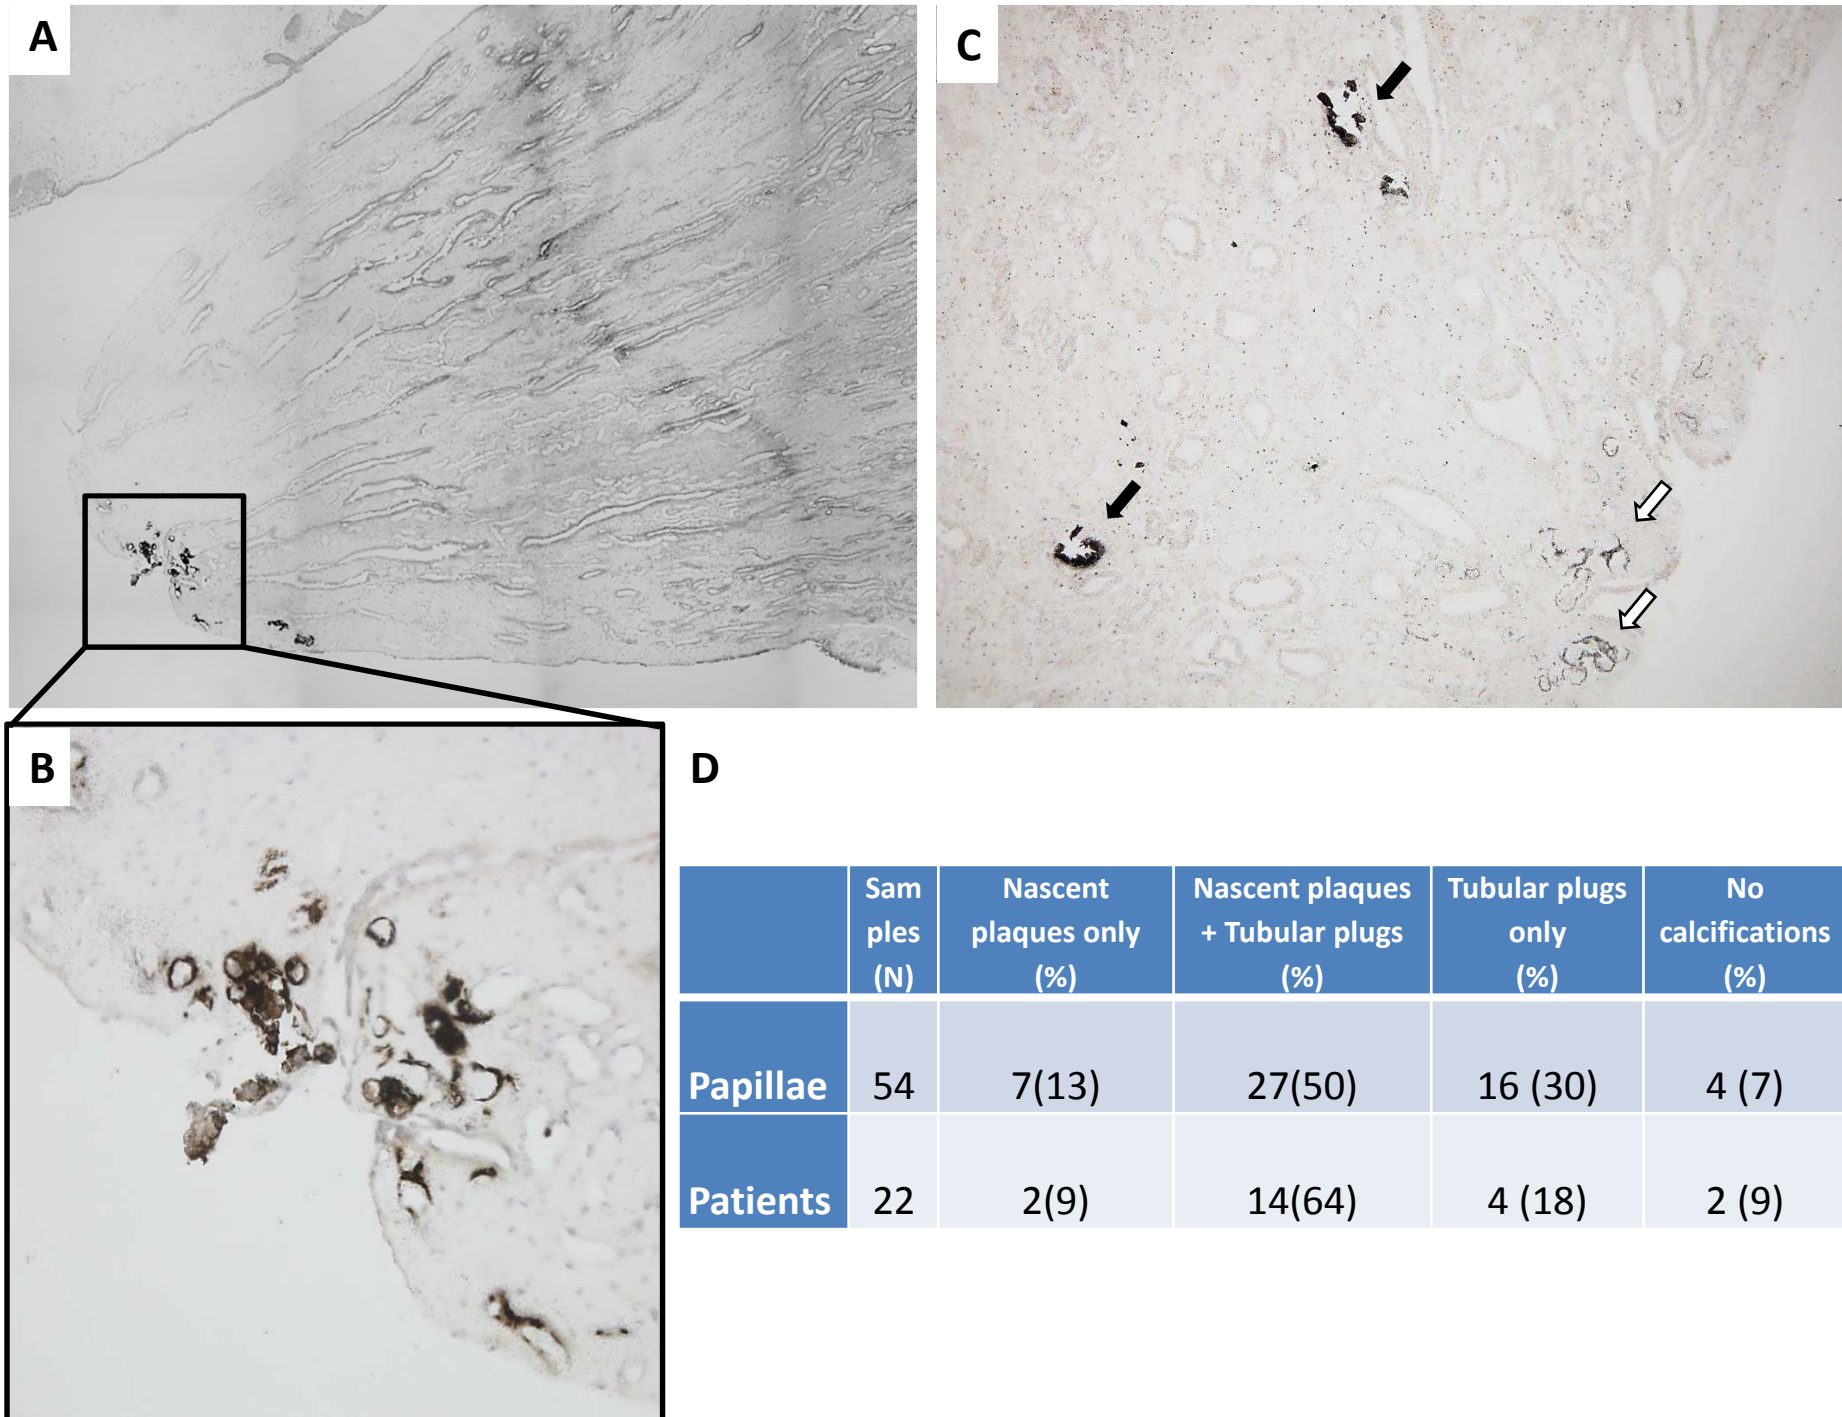 A
C
B
D
Sam
ples
(N)
Nascent
plaques only
(%)
Nascent plaques
+ Tubular plugs
(%)
Tubular plugs
only
(%)
No
calcifications
(%)
Papillae 54 7(13) 27(50) 16 (30) 4 (7)
Patients 22 2(9) 14(64) 4 (18) 2 (9)